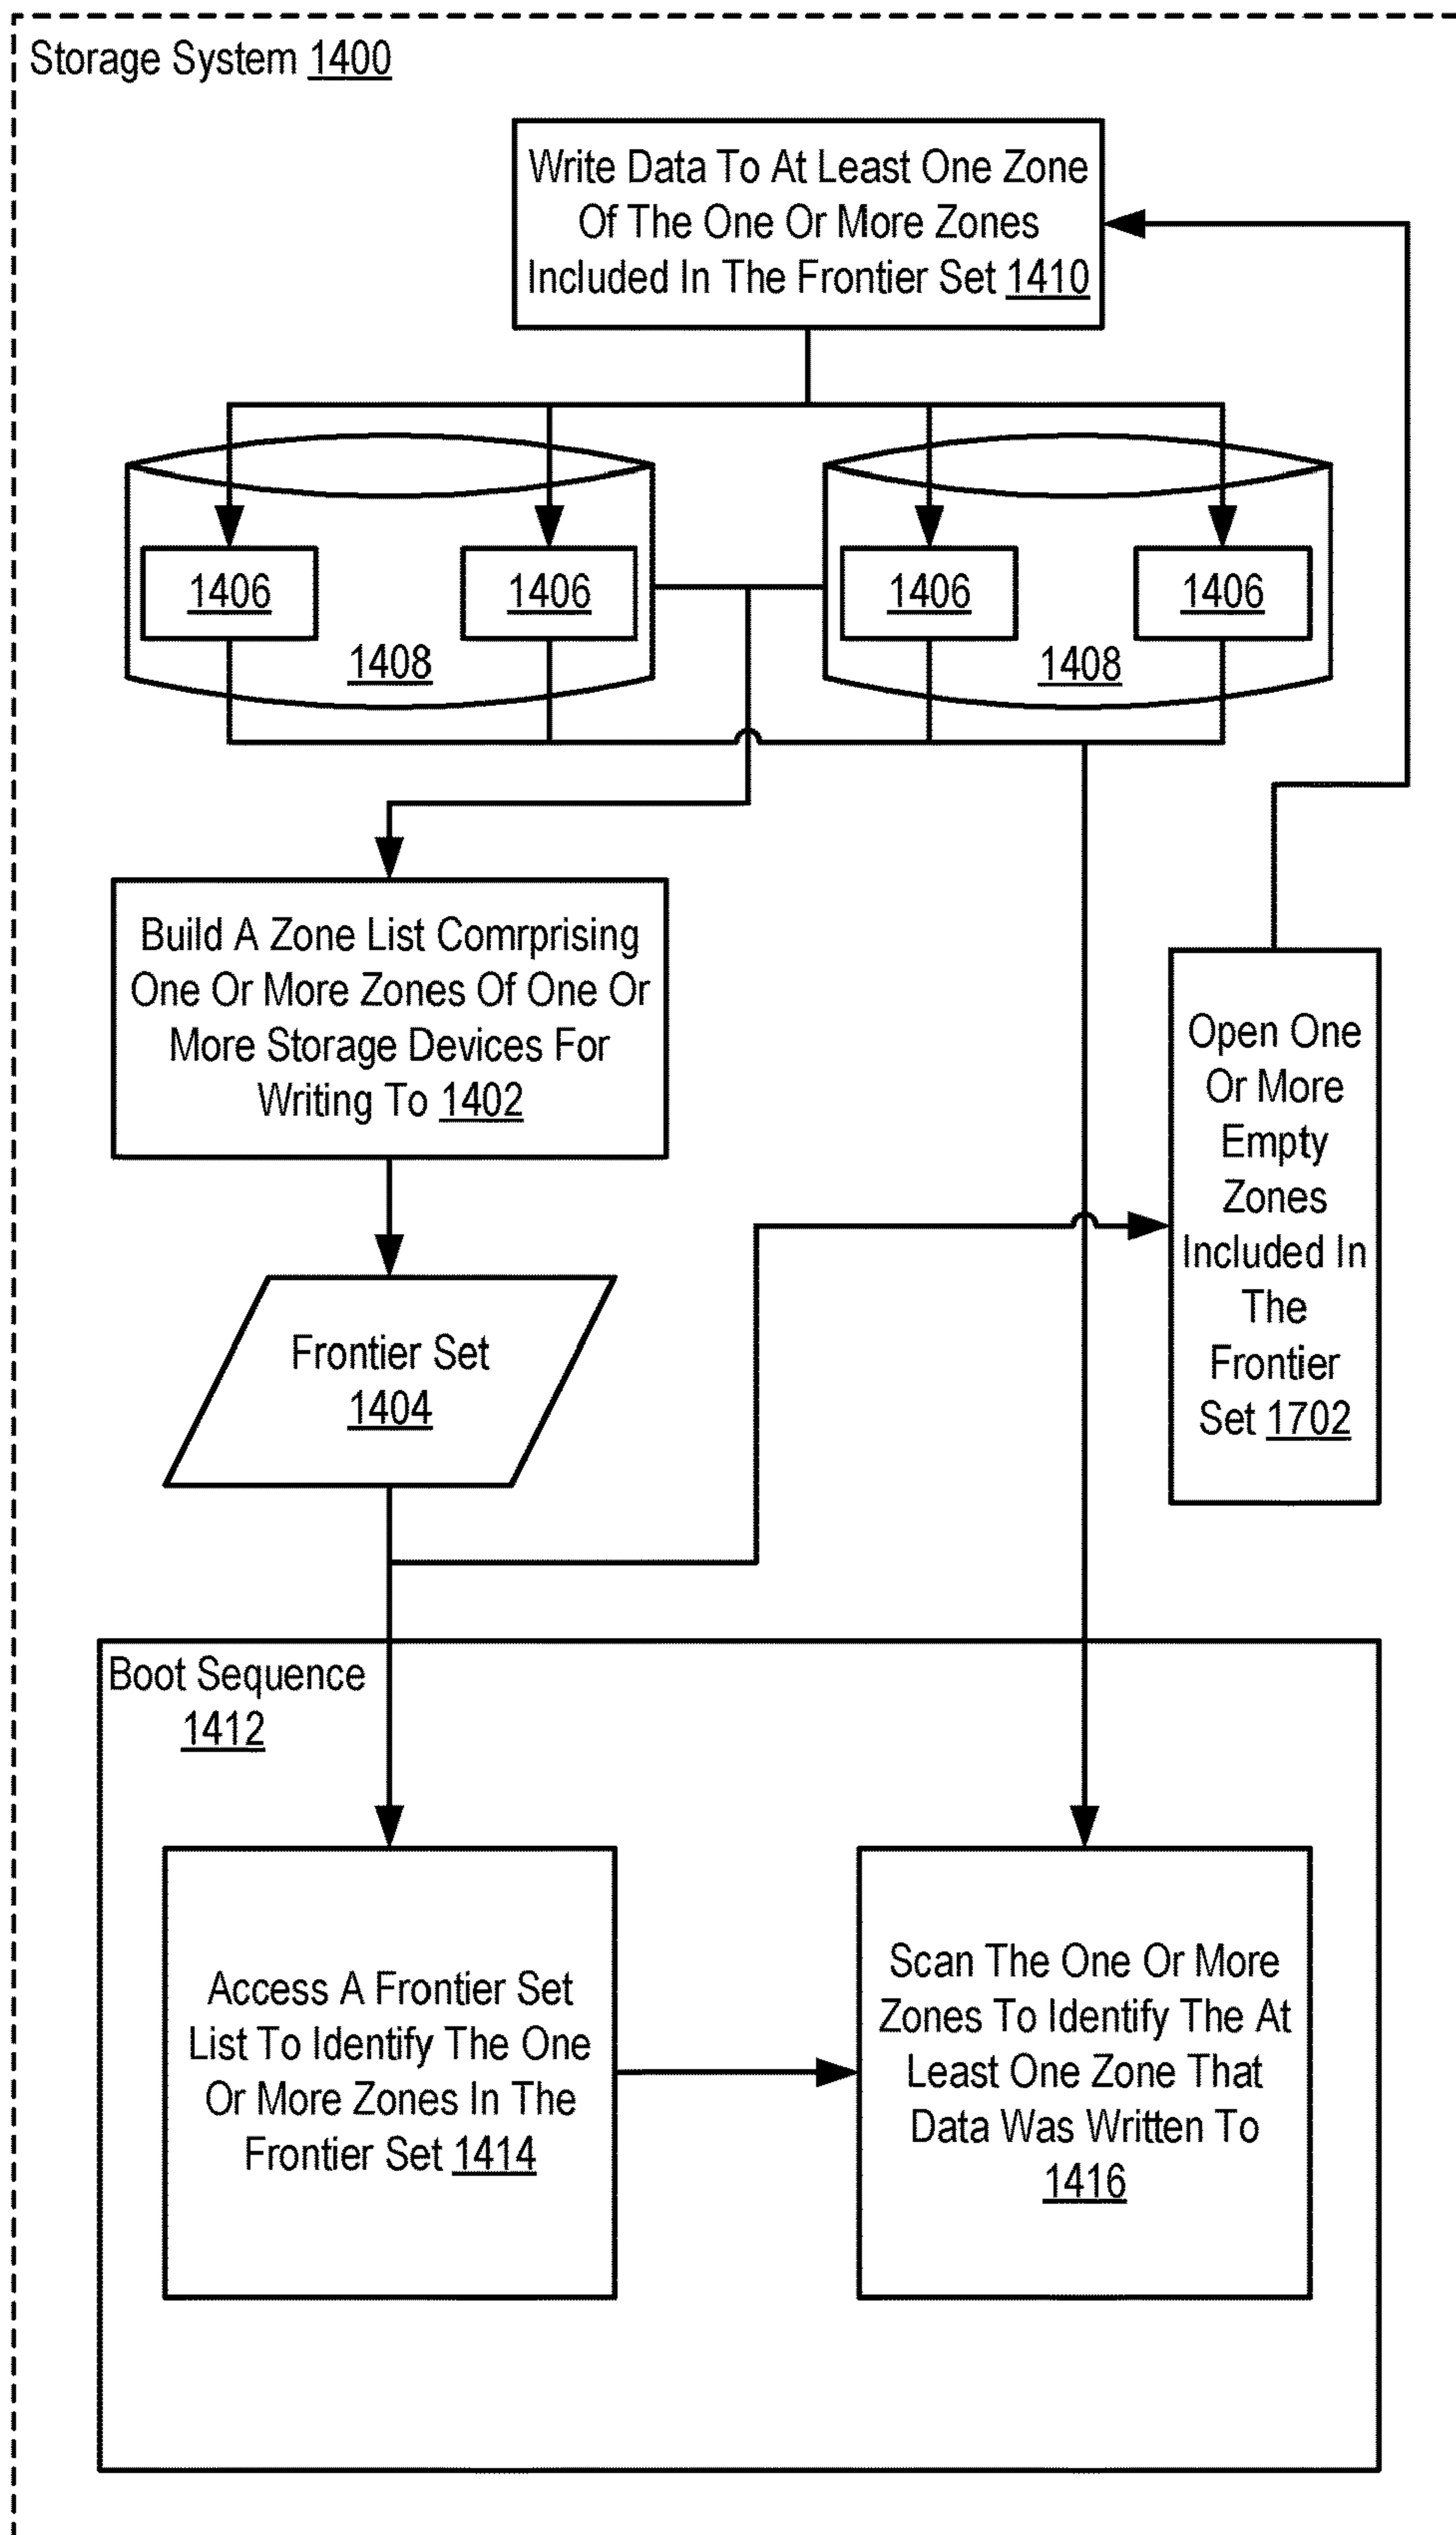 Storage System 1400
Write Data To At Least One Zone
Of The One Or More Zones
Included In The Frontier Set 1410
1406
1406
1406
1406
1408
1408
Build A Zone List Comrprising
One Or More Zones Of One Or
More Storage Devices For
Writing To 1402
Open One
Or More
Empty
Zones
Included In
The
Frontier
Set 1702
Frontier Set
1404
Boot Sequence
1412
Access A Frontier Set
List To Identify The One
Or More Zones In The
Frontier Set 1414
Scan The One Or More
Zones To Identify The At
Least One Zone That
Data Was Written To
1416